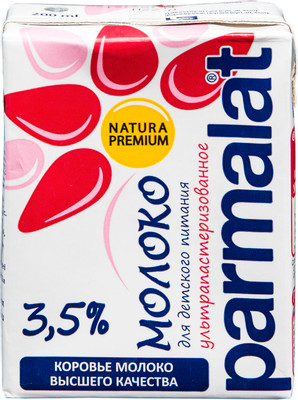 200 ml
NATURA
PREMIUM
МОЛОКО
для детского питания
ультрапастеризованное
parmalat®
3,5%
КОРОВЬЕ МОЛОКО
ВЫСШЕГО КАЧЕСТВА